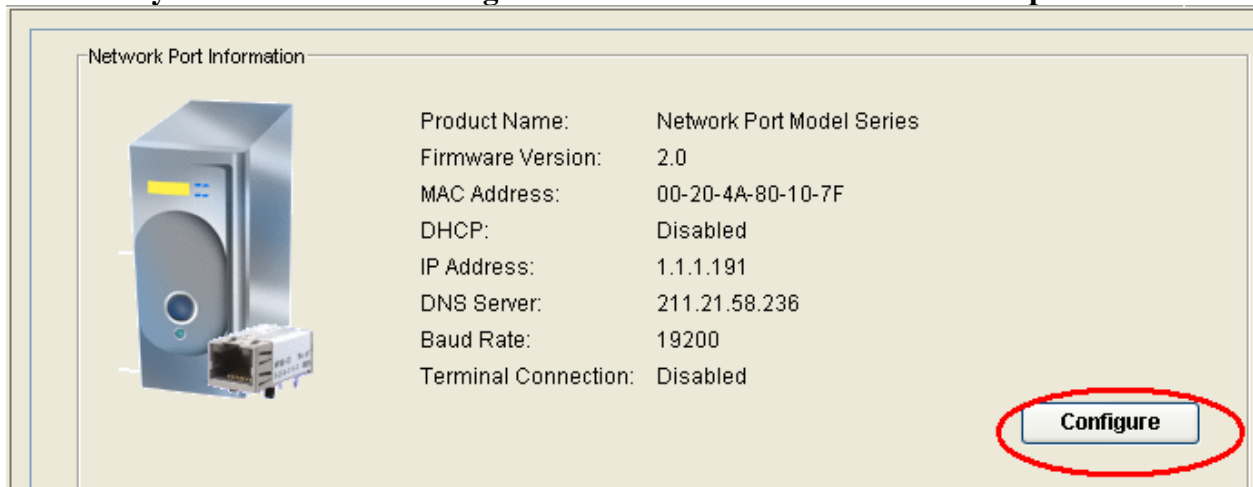 Network Port Information
Product Name: Network Port Model Series
Firmware Version: 2.0
MAC Address: 00-20-4A-80-10-7F
DHCP: Disabled
IP Address: 1.1.1.191
DNS Server: 211.21.58.236
Baud Rate: 19200
Terminal Connection: Disabled
Configure